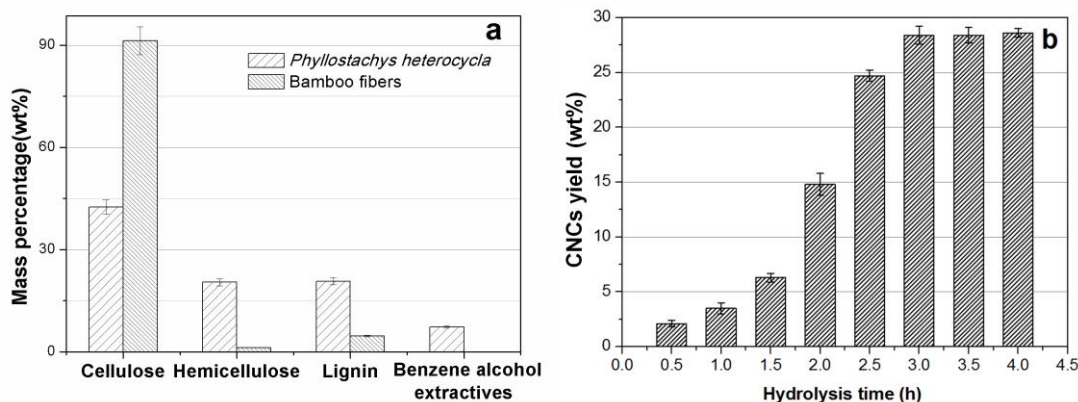 a
Phyllostachys heterocycla
Bamboo fibers
Mass percentage(wt%)
90
60
30
0
Cellulose
Hemicellulose
Lignin
Benzene alcohol
extractives
b
CNCs yield (wt%)
30
25
20
15
10
5
0
0.0 0.5 1.0 1.5 2.0 2.5 3.0 3.5 4.0 4.5
Hydrolysis time (h)